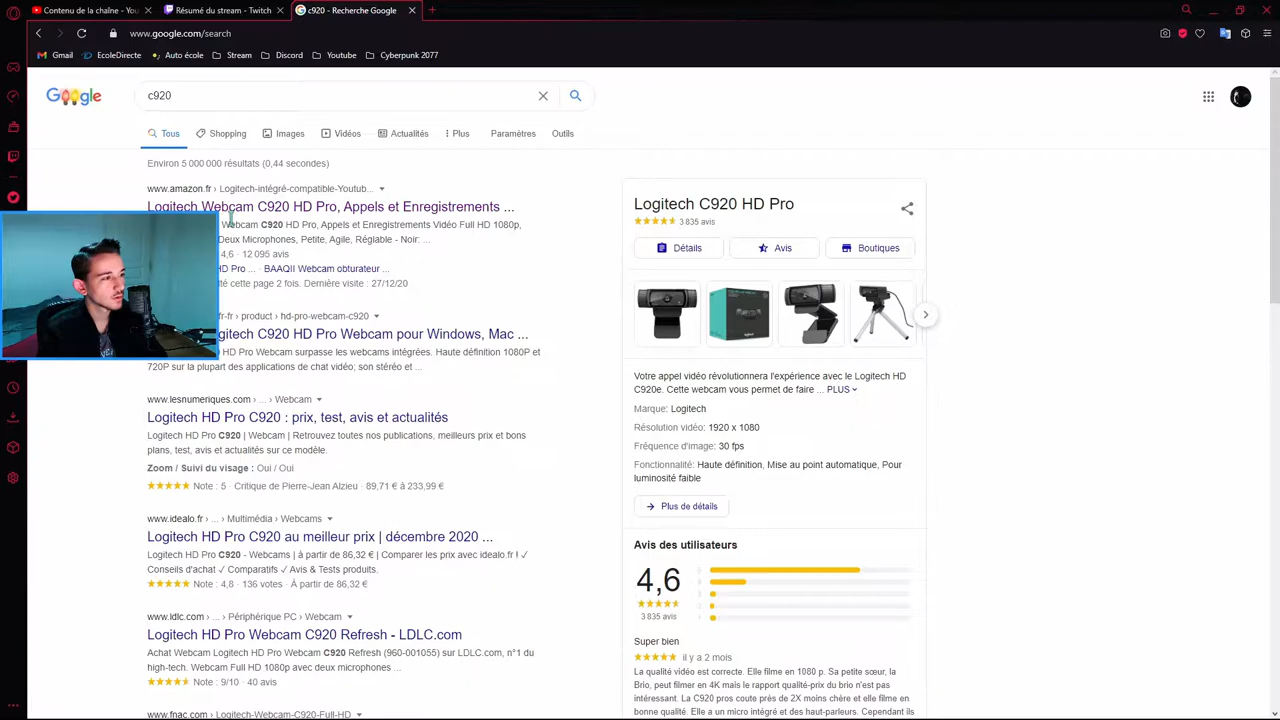 Contenu de la chaîne - You
Résumé du stream - Twitch
c920 - Recherche Google
www.google.com/search
Gmail
EcoleDirecte
Auto école
Stream
Discord
Youtube
Cyberpunk 2077
c920
Tous
Shopping
Images
Vidéos
Actualités
Plus
Paramètres
Outils
Environ 5 000 000 résultats (0,44 secondes)
www.amazon.fr › Logitech-intégré-compatible-Youtub...
Logitech Webcam C920 HD Pro, Appels et Enregistrements ...
Webcam C920 HD Pro, Appels et Enregistrements Vidéo Full HD 1080p,
Deux Microphones, Petite, Agile, Réglable - Noir: ...
4,6 · 12 095 avis
HD Pro ... · BAAQII Webcam obturateur ...
cette page 2 fois. Dernière visite : 27/12/20
fr-fr › product › hd-pro-webcam-c920
gitech C920 HD Pro Webcam pour Windows, Mac ...
HD Pro Webcam surpasse les webcams intégrées. Haute définition 1080P et
720P sur la plupart des applications de chat vidéo; son stéréo et ...
www.lesnumeriques.com › ... › Webcam
Logitech HD Pro C920 : prix, test, avis et actualités
Logitech HD Pro C920 | Webcam | Retrouvez toutes nos publications, meilleurs prix et bons
plans, test, avis et actualités sur ce modèle.
Zoom / Suivi du visage : Oui / Oui
Note : 5 · Critique de Pierre-Jean Alzieu · 89,71 € à 233,99 €
www.idealo.fr › ... › Multimédia › Webcams
Logitech HD Pro C920 au meilleur prix | décembre 2020 ...
Logitech HD Pro C920 - Webcams | à partir de 86,32 € | Comparer les prix avec idealo.fr ! ✓
Conseils d'achat ✓ Comparatifs ✓ Avis & Tests produits.
Note : 4,8 · 136 votes · À partir de 86,32 €
www.ldlc.com › ... › Périphérique PC › Webcam
Logitech HD Pro Webcam C920 Refresh - LDLC.com
Achat Webcam Logitech HD Pro Webcam C920 Refresh (960-001055) sur LDLC.com, n°1 du
high-tech. Webcam Full HD 1080p avec deux microphones ...
Note : 9/10 · 40 avis
www.fnac.com › Logitech-Webcam-C920-Full-HD
Logitech C920 HD Pro
3 835 avis
Détails
Avis
Boutiques
Votre appel vidéo révolutionnera l'expérience avec le Logitech HD
C920e. Cette webcam vous permet de faire ... PLUS
Marque: Logitech
Résolution vidéo: 1920 x 1080
Fréquence d'image: 30 fps
Fonctionnalité: Haute définition, Mise au point automatique, Pour
luminosité faible
Plus de détails
Avis des utilisateurs
4,6
3 835 avis
Super bien
il y a 2 mois
La qualité vidéo est correcte. Elle filme en 1080 p. Sa petite sœur, la
Brio, peut filmer en 4K mais le rapport qualité-prix du brio n'est pas
intéressant. La C920 pros coute près de 2X moins chère et elle filme en
bonne qualité. Elle a un micro intégré et des haut-parleurs. Cependant ils